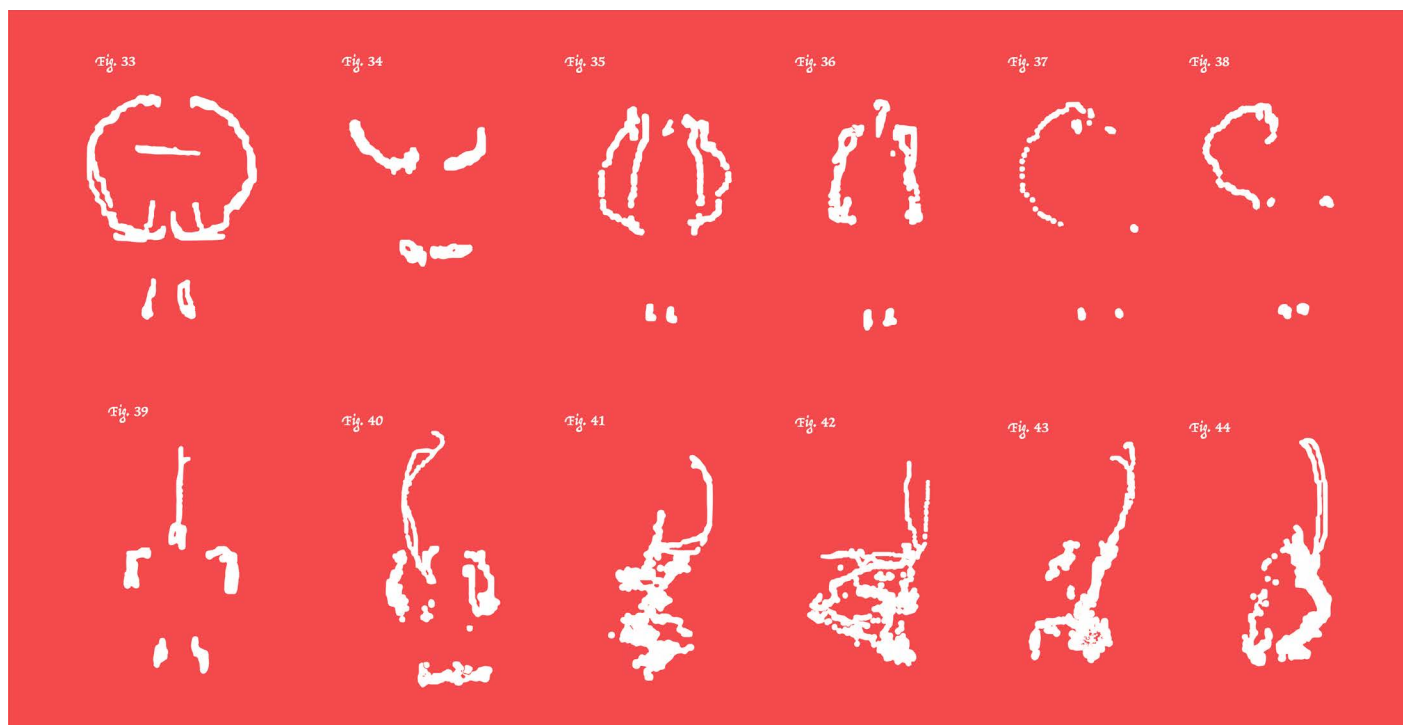 Fig. 33
Fig. 34
Fig. 35
Fig. 36
Fig. 37
Fig. 38
Fig. 39
Fig. 40
Fig. 41
Fig. 42
Fig. 43
Fig. 44